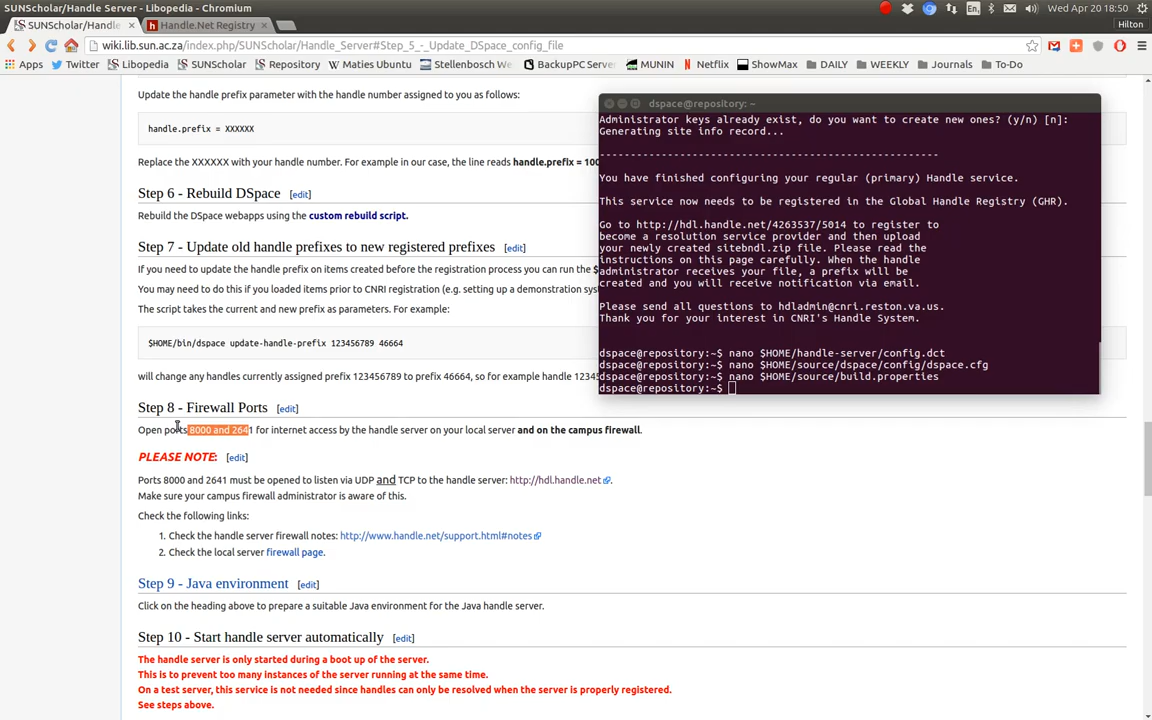 SUNScholar/Handle Server - Libopedia - Chromium
En
Wed Apr 20 18:50
SUNScholar/Handle
Handle.Net Registry
Hilton
wiki.lib.sun.ac.za/index.php/SUNScholar/Handle_Server#Step_5_-_Update_DSpace_config_file
Apps Twitter Libopedia SUNScholar Repository Maties Ubuntu Stellenbosch We BackupPC Server MUNIN Netflix ShowMax DAILY WEEKLY Journals To-Do
Update the handle prefix parameter with the handle number assigned to you as follows:
handle.prefix = XXXXXX
Replace the XXXXXX with your handle number. For example in our case, the line reads handle.prefix = 100
Step 6 - Rebuild DSpace [edit]
Rebuild the DSpace webapps using the custom rebuild script.
Step 7 - Update old handle prefixes to new registered prefixes [edit]
If you need to update the handle prefix on items created before the registration process you can run the $
You may need to do this if you loaded items prior to CNRI registration (e.g. setting up a demonstration sys
The script takes the current and new prefix as parameters. For example:
$HOME/bin/dspace update-handle-prefix 123456789 46664
will change any handles currently assigned prefix 123456789 to prefix 46664, so for example handle 12345
Step 8 - Firewall Ports [edit]
Open ports 8000 and 2641 for internet access by the handle server on your local server and on the campus firewall.
PLEASE NOTE: [edit]
Ports 8000 and 2641 must be opened to listen via UDP and TCP to the handle server: http://hdl.handle.net.
Make sure your campus firewall administrator is aware of this.
Check the following links:
1. Check the handle server firewall notes: http://www.handle.net/support.html#notes
2. Check the local server firewall page.
Step 9 - Java environment [edit]
Click on the heading above to prepare a suitable Java environment for the Java handle server.
Step 10 - Start handle server automatically [edit]
The handle server is only started during a boot up of the server.
This is to prevent too many instances of the server running at the same time.
On a test server, this service is not needed since handles can only be resolved when the server is properly registered.
See steps above.
dspace@repository: ~
Administrator keys already exist, do you want to create new ones? (y/n) [n]:
Generating site info record...
-------------------------------------------------------
You have finished configuring your regular (primary) Handle service.
This service now needs to be registered in the Global Handle Registry (GHR).
Go to http://hdl.handle.net/4263537/5014 to register to
become a resolution service provider and then upload
your newly created sitebndl.zip file. Please read the
instructions on this page carefully. When the handle
administrator receives your file, a prefix will be
created and you will receive notification via email.
Please send all questions to hdladmin@cnri.reston.va.us.
Thank you for your interest in CNRI's Handle System.
dspace@repository:~$ nano $HOME/handle-server/config.dct
dspace@repository:~$ nano $HOME/source/dspace/config/dspace.cfg
dspace@repository:~$ nano $HOME/source/build.properties
dspace@repository:~$